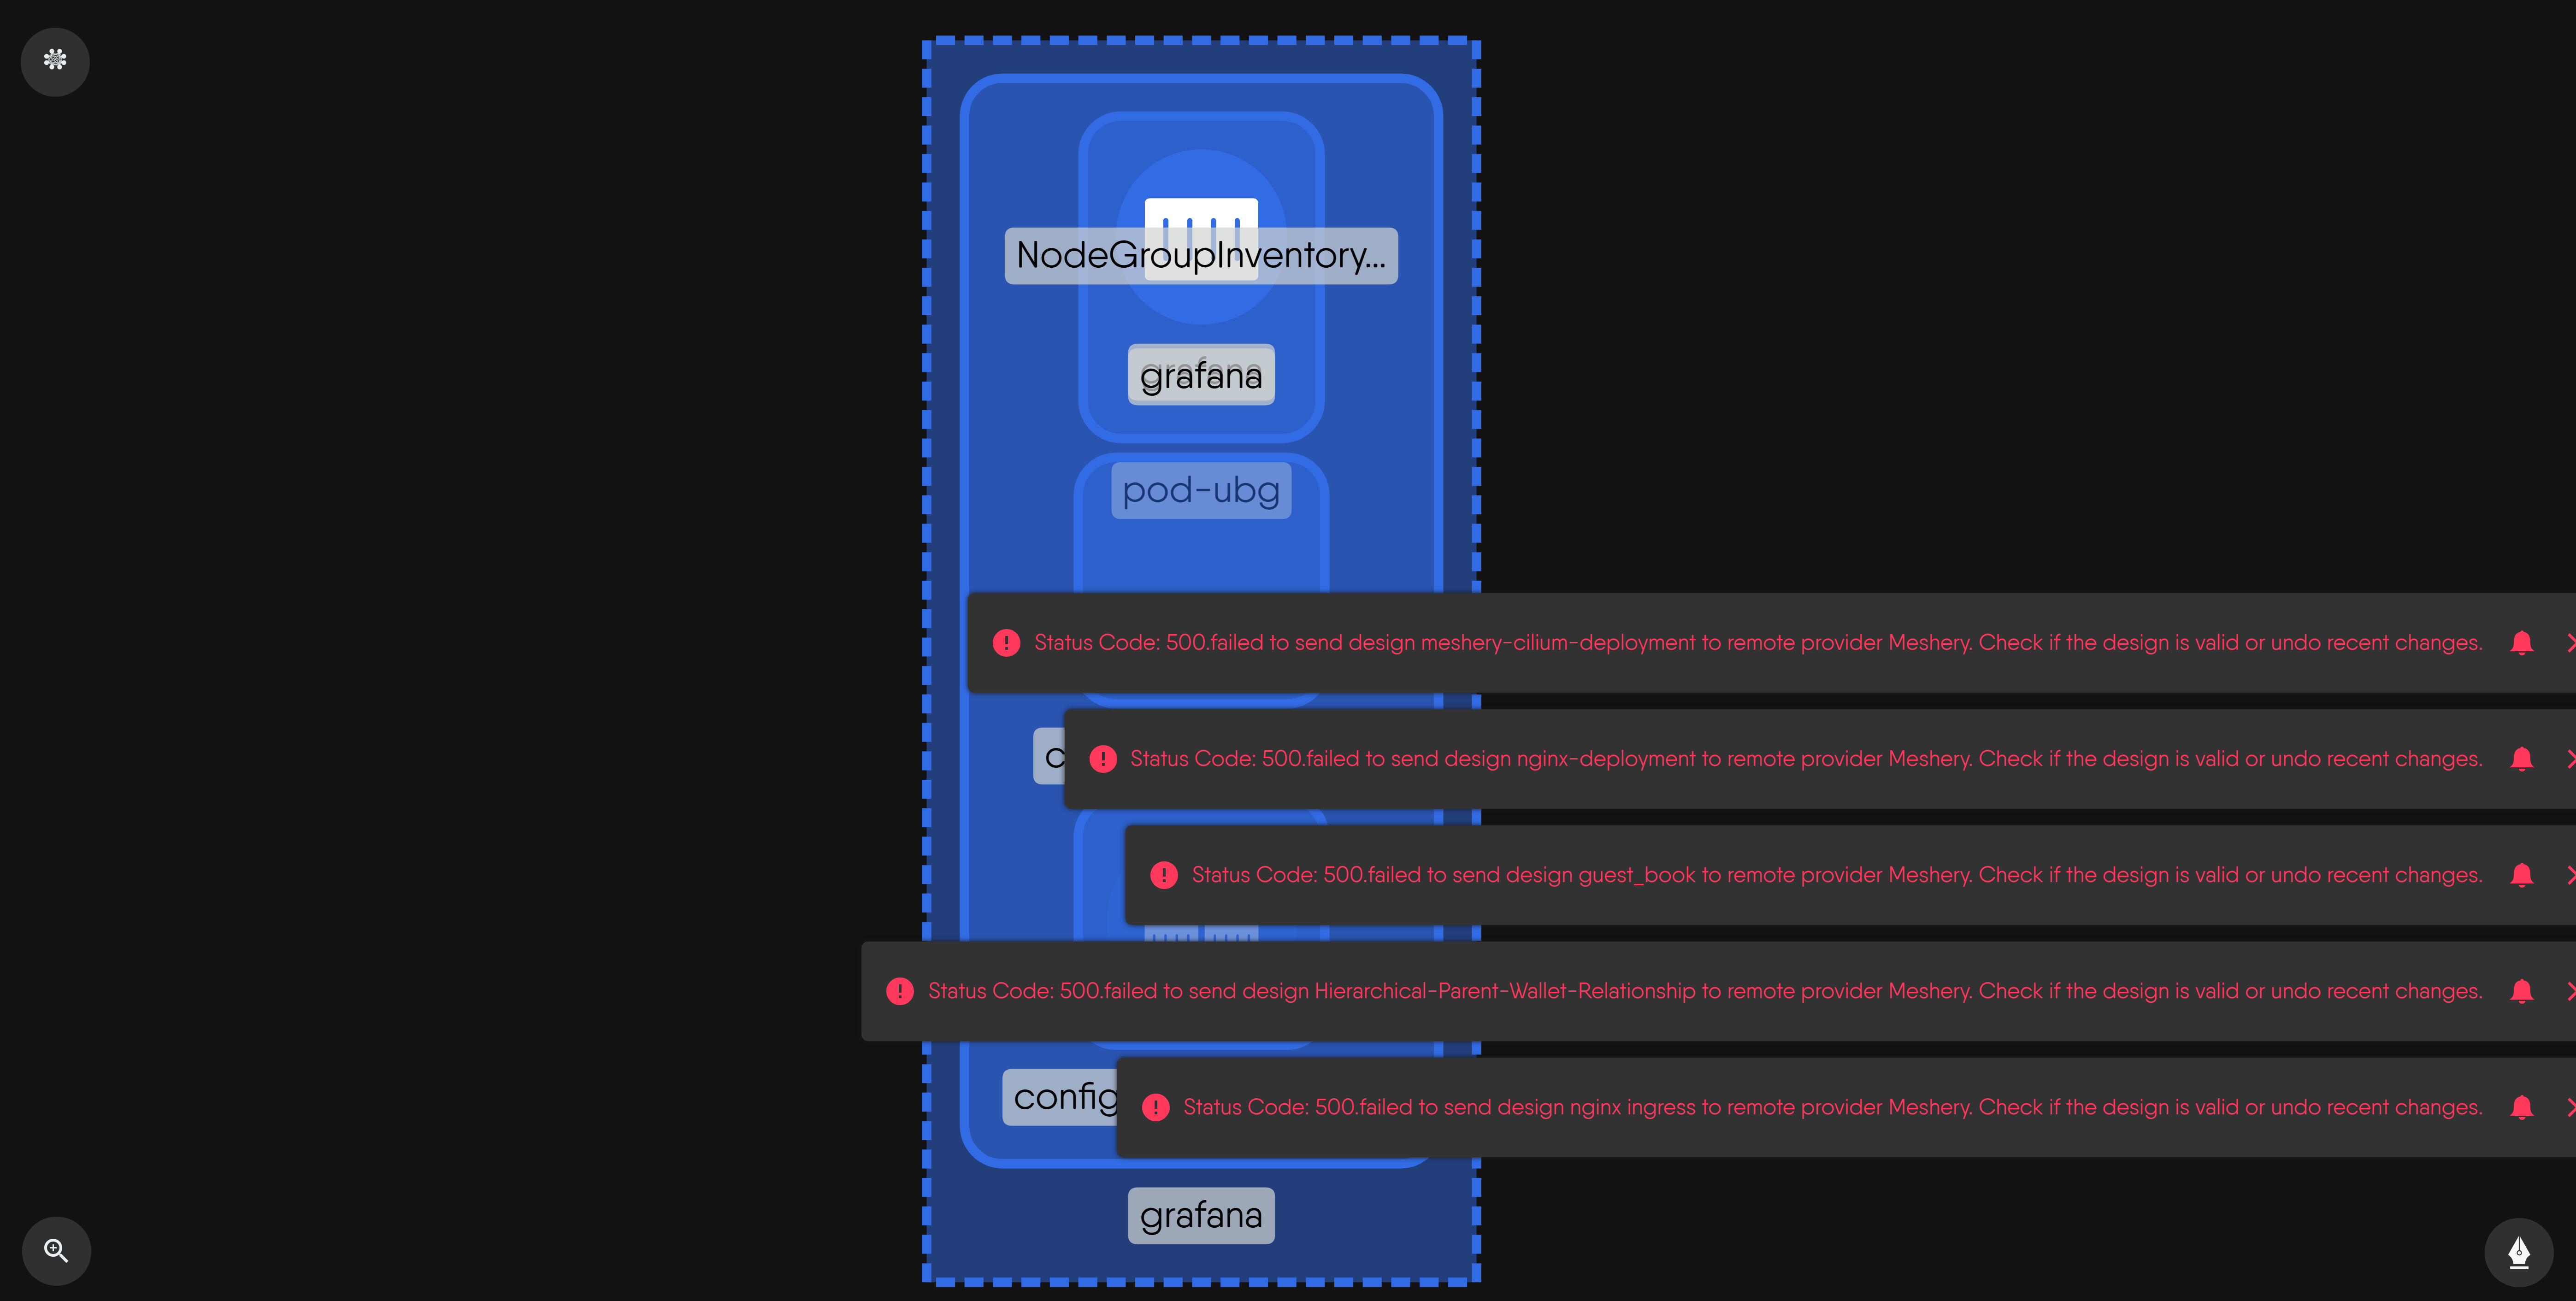 NodeGroupInventory...
grafana
pod-ubg
Status Code: 500.failed to send design meshery-cilium-deployment to remote provider Meshery. Check if the design is valid or undo recent changes.
c
Status Code: 500.failed to send design nginx-deployment to remote provider Meshery. Check if the design is valid or undo recent changes.
Status Code: 500.failed to send design guest_book to remote provider Meshery. Check if the design is valid or undo recent changes.
Status Code: 500.failed to send design Hierarchical-Parent-Wallet-Relationship to remote provider Meshery. Check if the design is valid or undo recent changes.
config
Status Code: 500.failed to send design nginx ingress to remote provider Meshery. Check if the design is valid or undo recent changes.
grafana